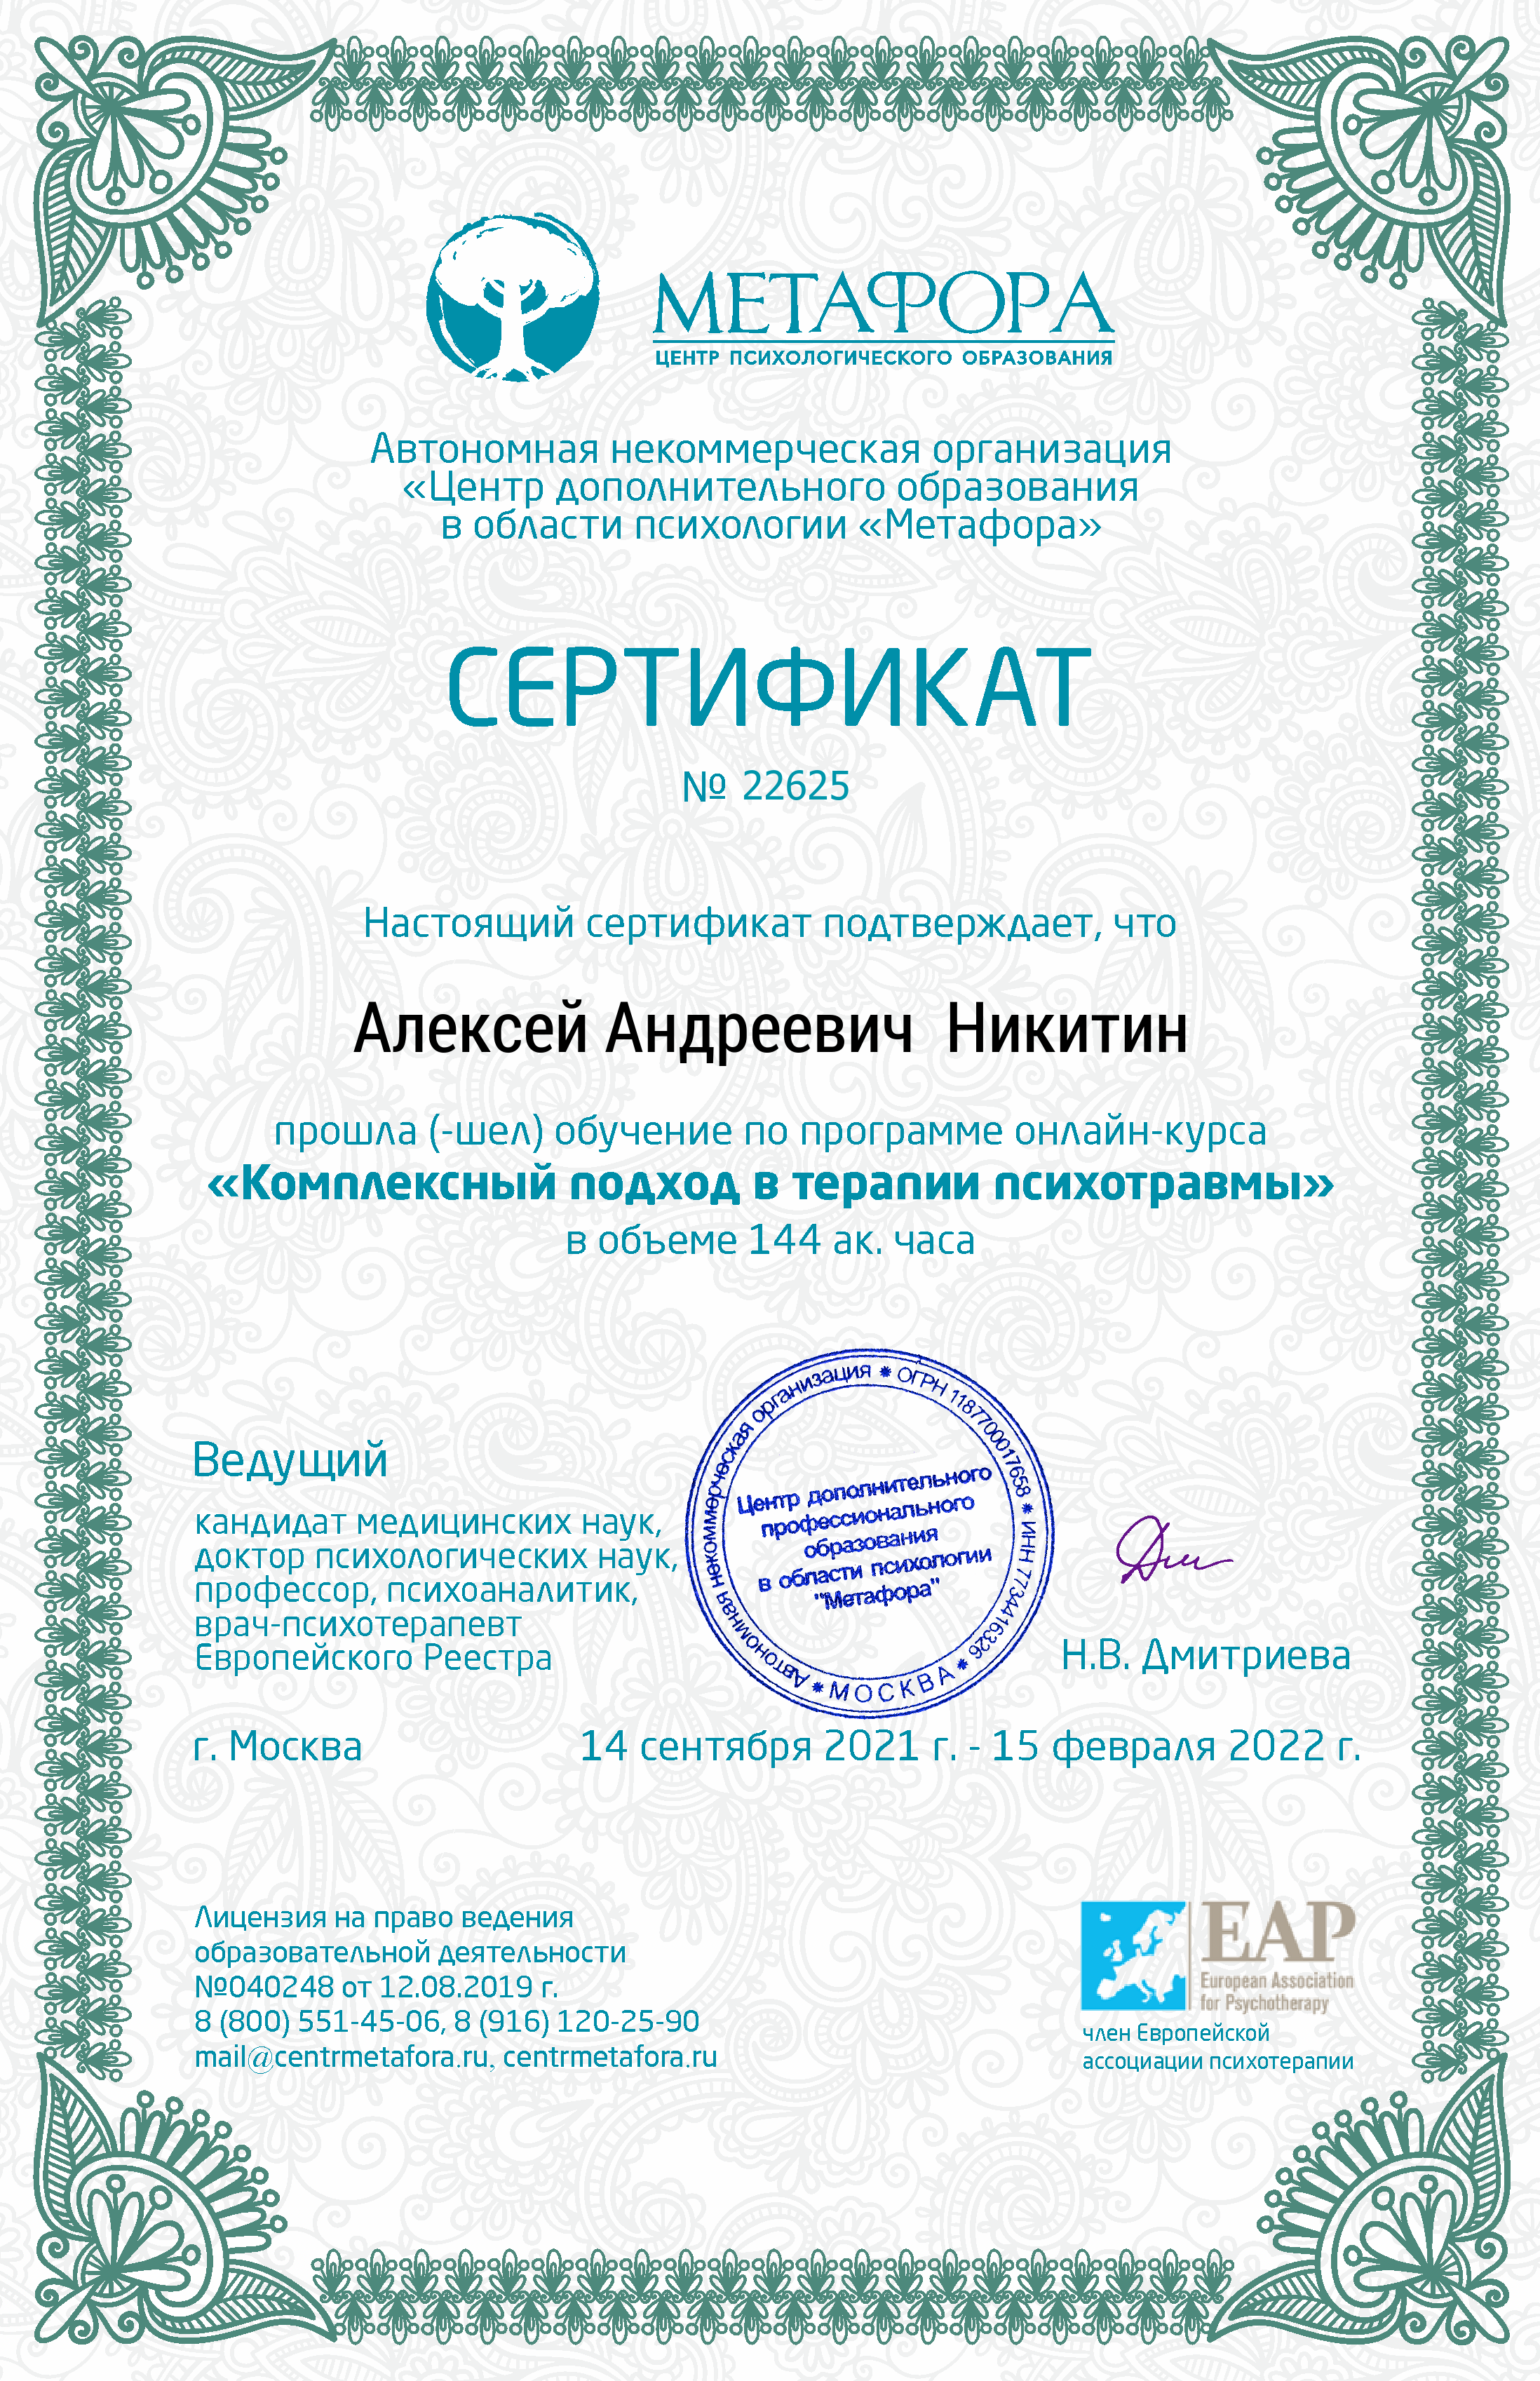 МЕТАФОРА
ЦЕНТР ПСИХОЛОГИЧЕСКОГО ОБРАЗОВАНИЯ
Автономная некоммерческая организация
«Центр дополнительного образования
в области психологии «Метафора»
СЕРТИФИКАТ
№ 22625
Настоящий сертификат подтверждает, что
Алексей Андреевич Никитин
прошла (-шел) обучение по программе онлайн-курса
«Комплексный подход в терапии психотравмы»
в объеме 144 ак. часа
Ведущий
кандидат медицинских наук,
доктор психологических наук,
профессор, психоаналитик,
врач-психотерапевт
Европейского Реестра
Автономная некоммерческая организация * ОГРН 1187700017658 * ИНН 7734416326 * МОСКВА *
Центр дополнительного
профессионального
образования
в области психологии
"Метафора"
Н.В. Дмитриева
г. Москва 14 сентября 2021 г. - 15 февраля 2022 г.
Лицензия на право ведения
образовательной деятельности
№040248 от 12.08.2019 г.
8 (800) 551-45-06, 8 (916) 120-25-90
mail@centrmetafora.ru, centrmetafora.ru
EAP
European Association
for Psychotherapy
член Европейской
ассоциации психотерапии